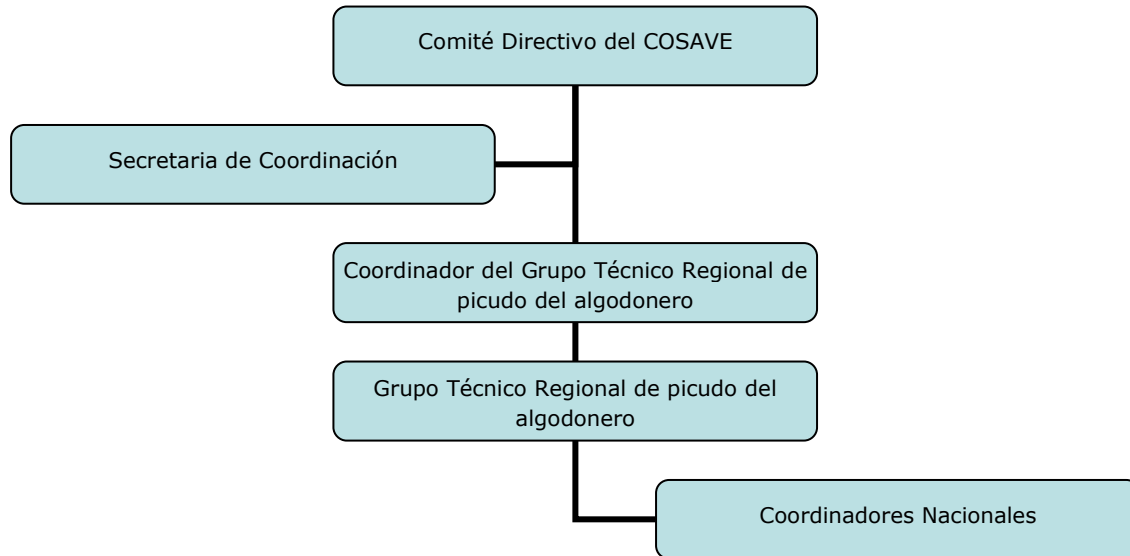 Comité Directivo del COSAVE
Secretaria de Coordinación
Coordinador del Grupo Técnico Regional de
picudo del algodonero
Grupo Técnico Regional de picudo del
algodonero
Coordinadores Nacionales